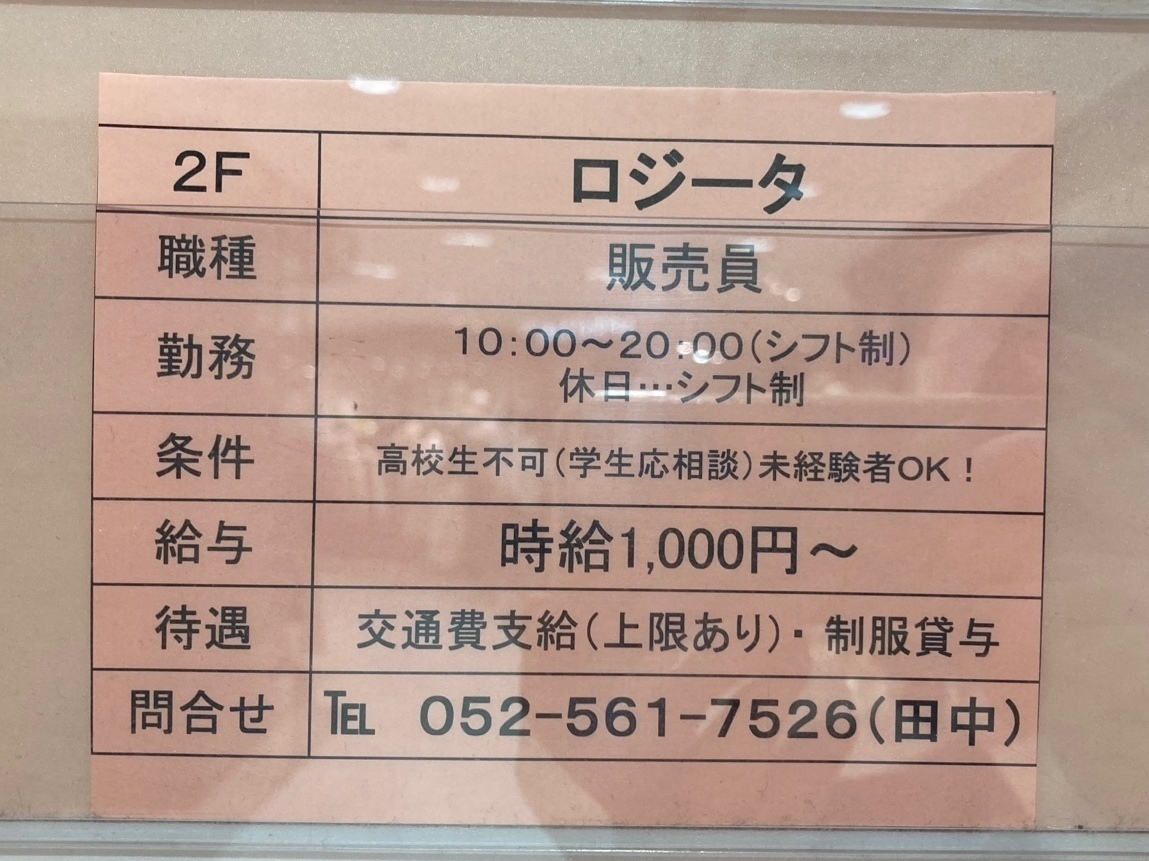 2F ロジータ
職種 販売員
勤務 10:00～20:00(シフト制)
休日…シフト制
条件 高校生不可(学生応相談)未経験者OK！
給与 時給1,000円～
待遇 交通費支給(上限あり)・制服貸与
問合せ TEL 052-561-7526(田中)